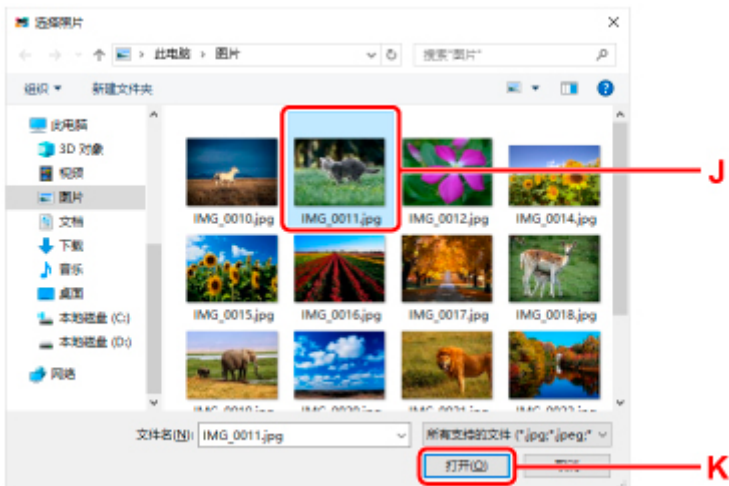 选择照片
此电脑 › 图片
搜索"图片"
组织
新建文件夹
此电脑
3D 对象
视频
图片
文档
下载
音乐
桌面
本地磁盘 (C:)
本地磁盘 (D:)
网络
IMG_0010.jpg IMG_0011.jpg IMG_0012.jpg IMG_0014.jpg
J
IMG_0015.jpg IMG_0016.jpg IMG_0017.jpg IMG_0018.jpg
文件名(N): IMG_0011.jpg
所有支持的文件 (*.jpg;*.jpeg;*
打开(O)
K